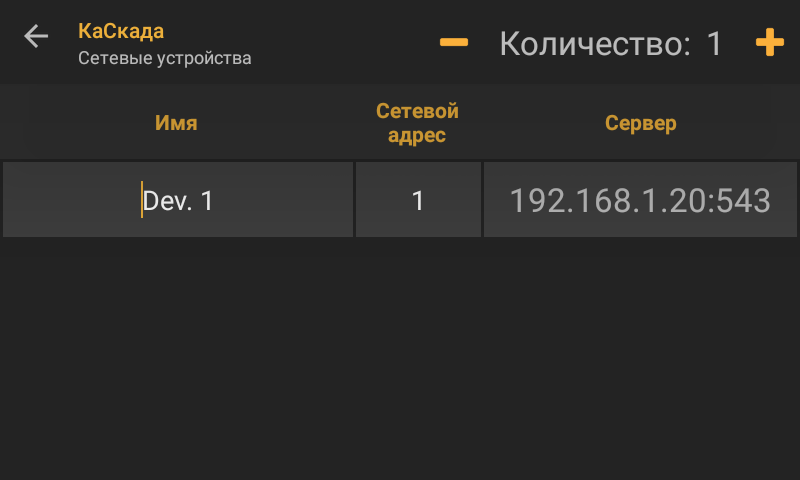 КаСкада
Сетевые устройства
Количество: 1
Имя
Сетевой
адрес
Сервер
Dev. 1
1
192.168.1.20:543